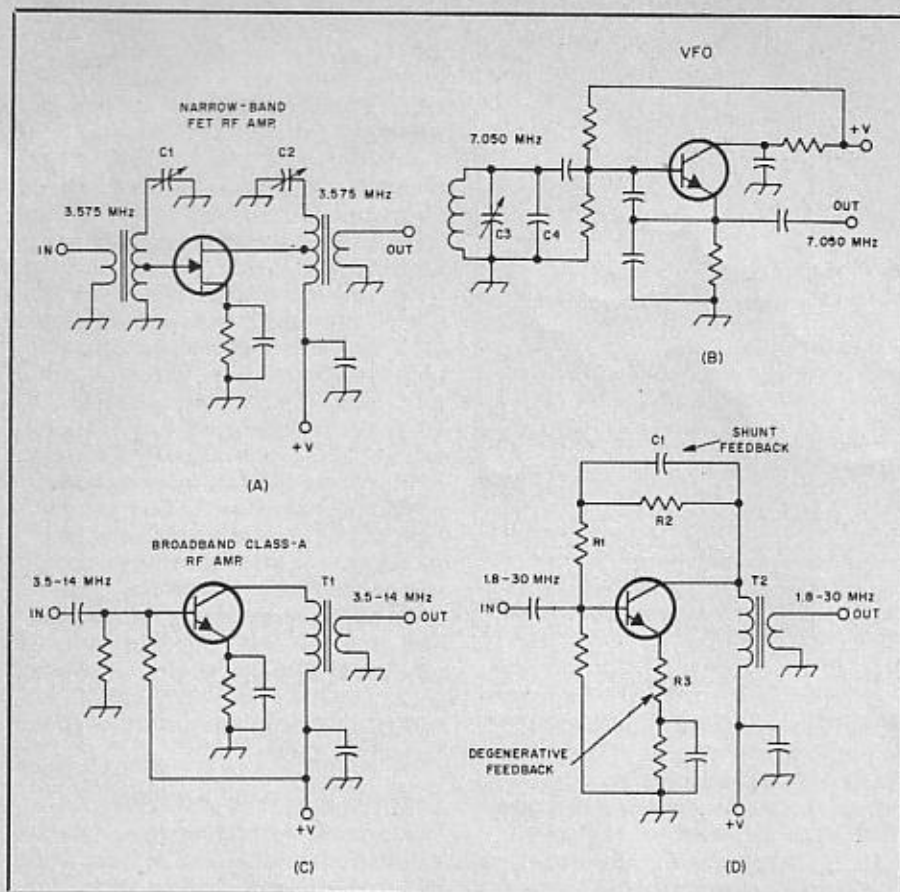 NARROW-BAND
FET RF AMP.
C1
C2
3.575 MHz
3.575 MHz
IN
OUT
+V
(A)
VFO
7.050 MHz
+V
C3
C4
OUT
7.050 MHz
(B)
BROADBAND CLASS-A
RF AMP.
3.5-14 MHz
T1
3.5-14 MHz
IN
OUT
+V
(C)
C1
SHUNT
FEEDBACK
R2
R1
1.8-30 MHz
T2
1.8-30 MHz
IN
OUT
R3
DEGENERATIVE
FEEDBACK
+V
(D)